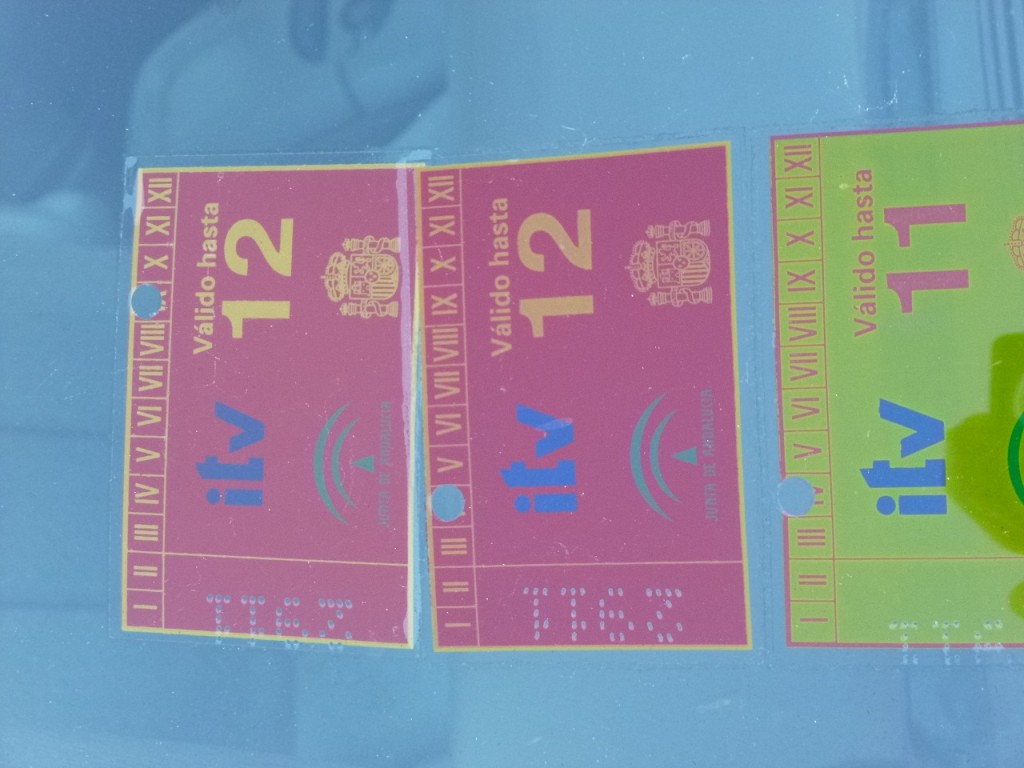 I II III IV V VI VII VIII X XI XII
Válido hasta
itv 12
JUNTA DE ANDALUCIA
I II III V VI VII VIII IX X XI XII
Válido hasta
itv 12
JUNTA DE ANDALUCIA
I II III IV V VI VII VIII IX X XI XII
Válido hasta
itv 11